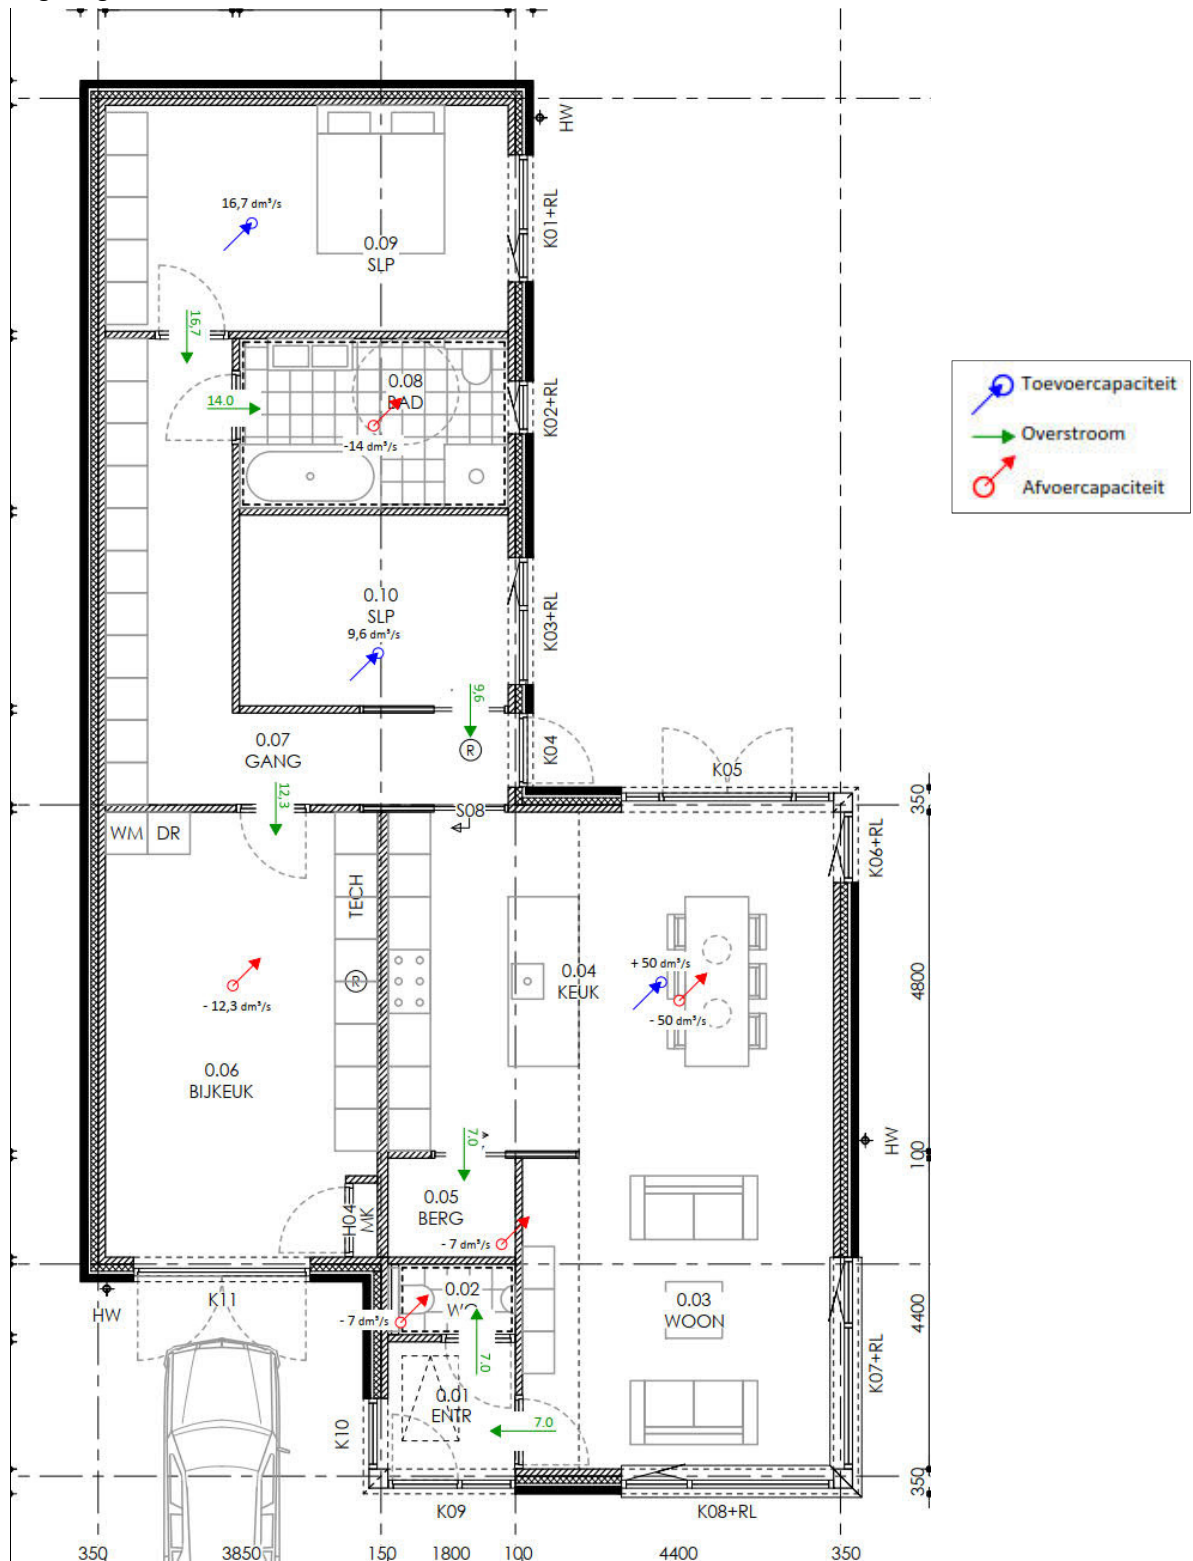 HW
16,7 dm³/s
K01+RL
0.09
SLP
16,7
0.08
BAD
14.0
-14 dm³/s
K02+RL
Toevoercapaciteit
Overstroom
Afvoercapaciteit
0.10
SLP
9,6 dm³/s
K03+RL
9,6
R
0.07
GANG
K04
K05
12,3
S08
350
WM
DR
K06+RL
TECH
+ 50 dm³/s
0.04
KEUK
R
- 12,3 dm³/s
- 50 dm³/s
4800
0.06
BIJKEUK
7.0
HW
100
0.05
BERG
H04
MK
- 7 dm³/s
0.02
0.03
WOON
K11
HW
- 7 dm³/s
4400
7.0
K07+RL
0.01
ENTR
7.0
K10
350
K09
K08+RL
350
3850
150
1800
100
4400
350